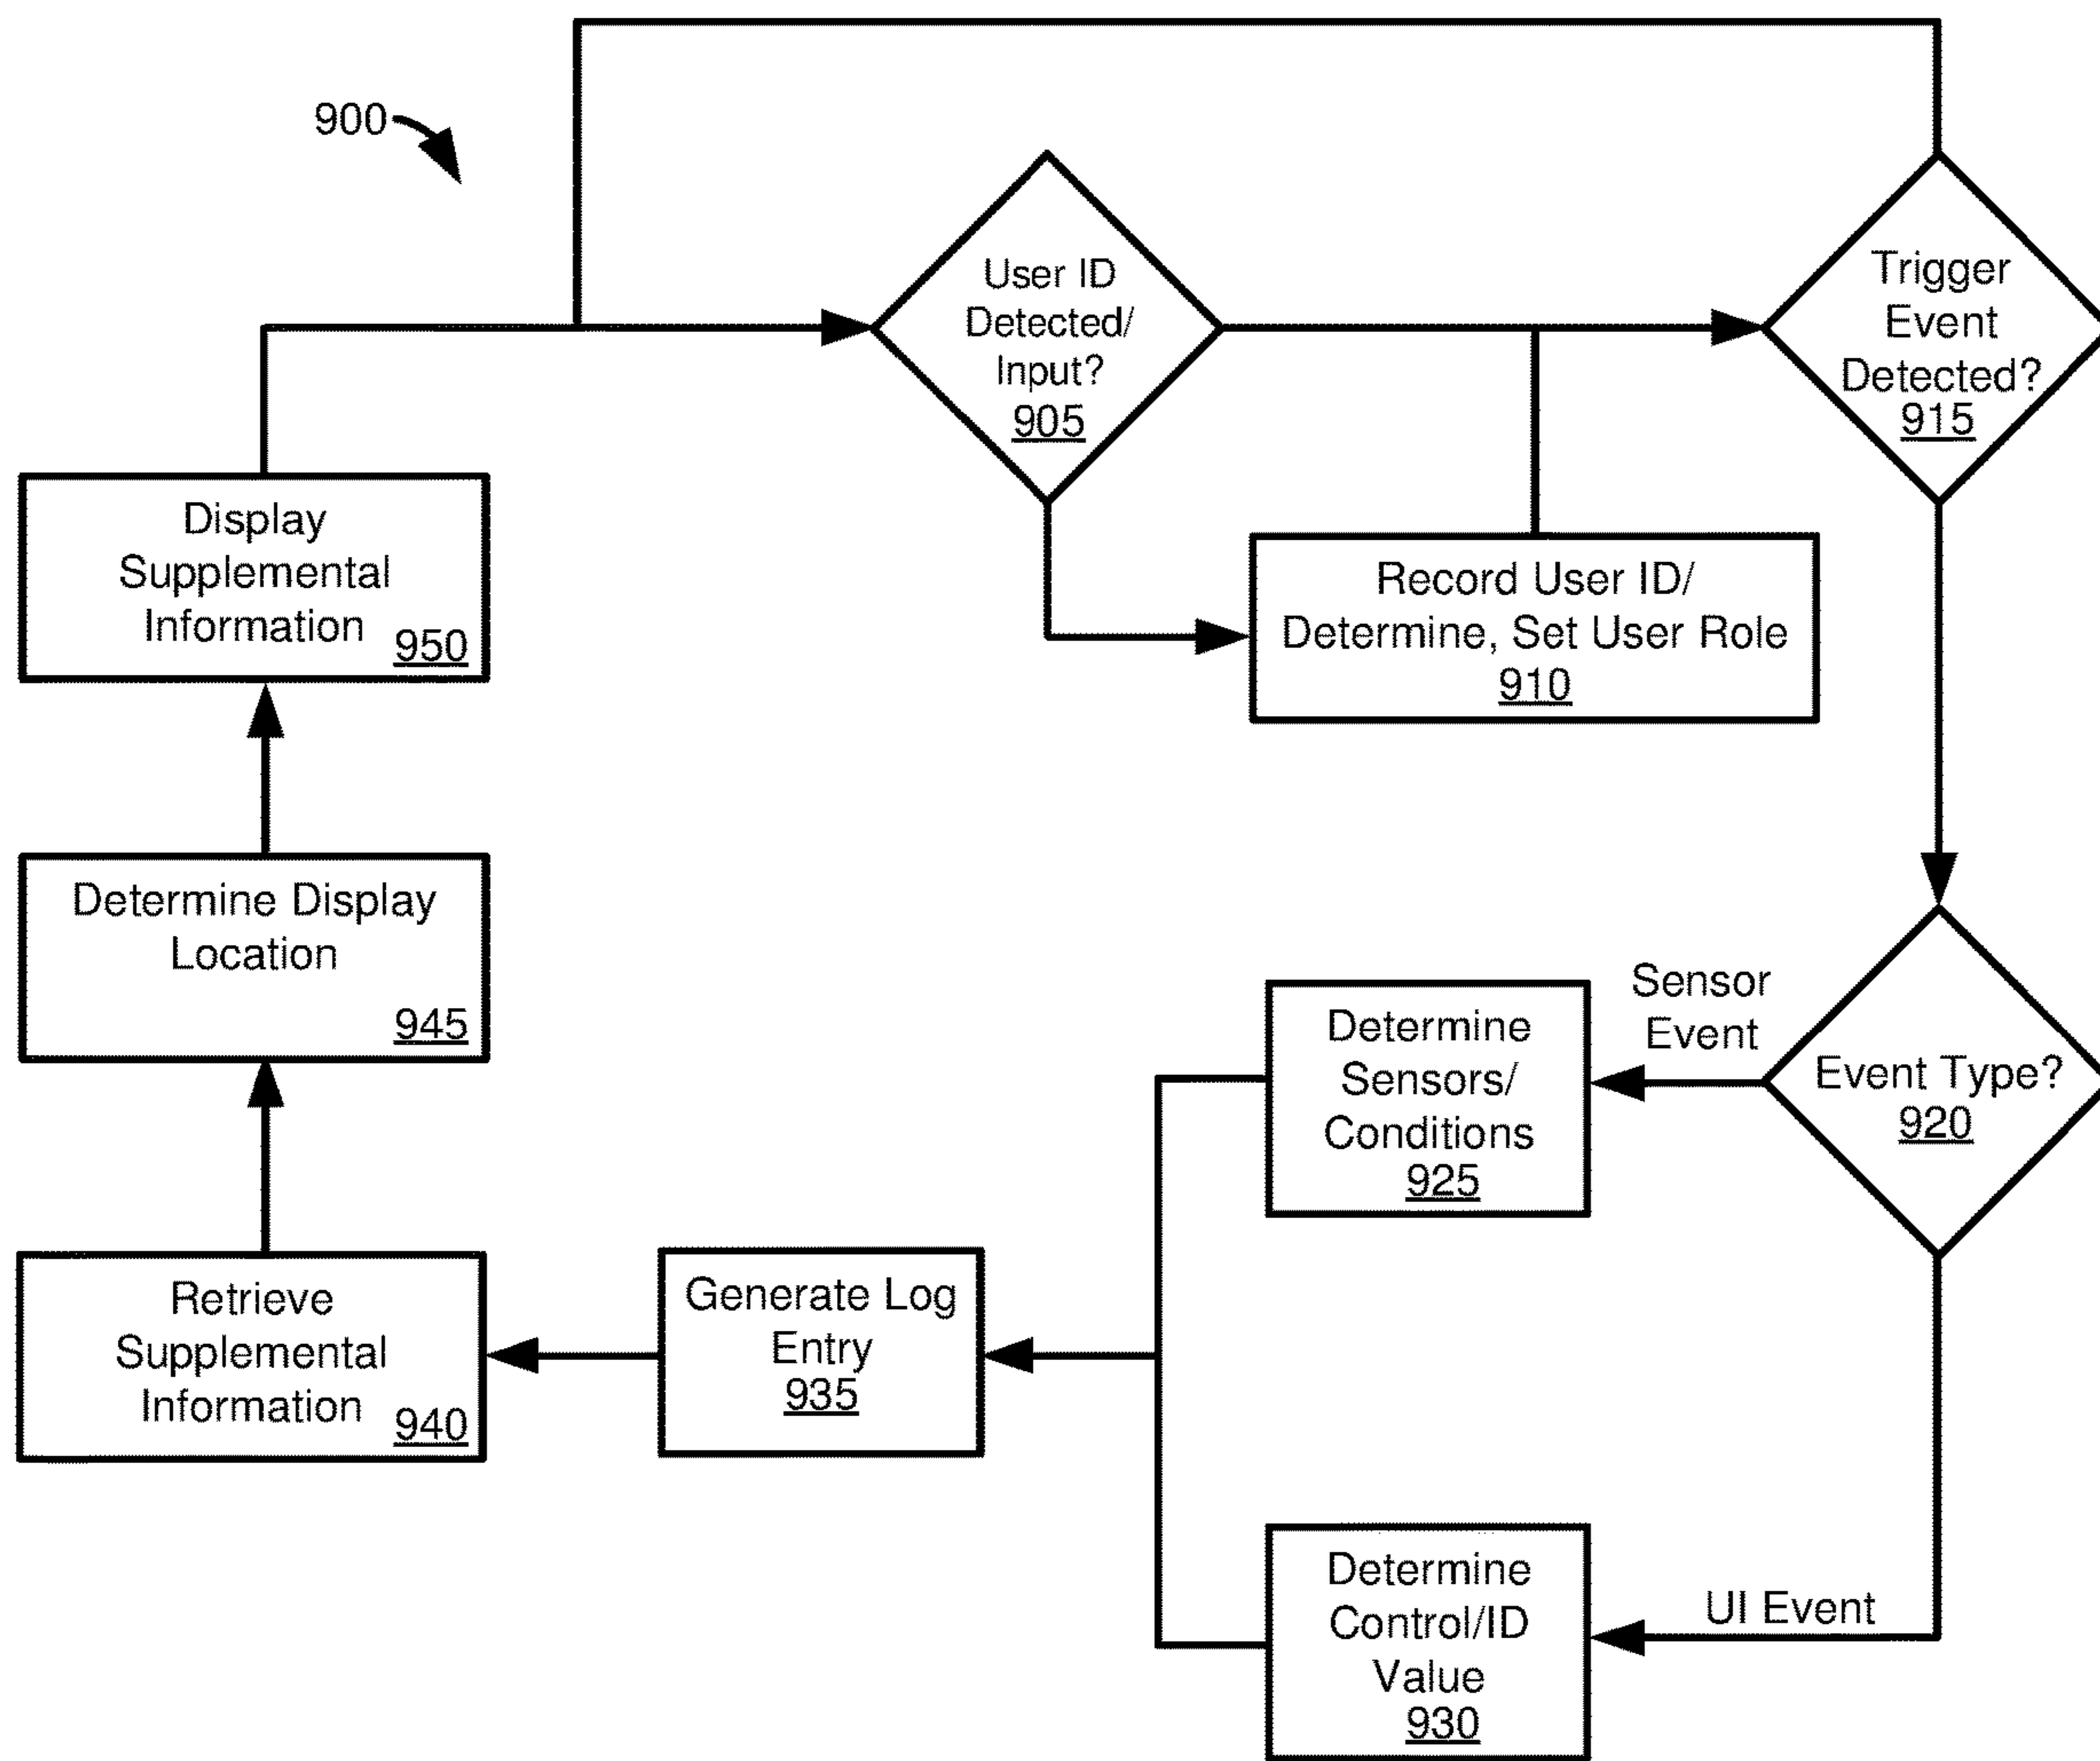 900
User ID
Detected/
Input?
905
Trigger
Event
Detected?
915
Record User ID/
Determine, Set User Role
910
Display
Supplemental
Information
950
Determine Display
Location
945
Sensor
Event
Event Type?
920
Determine
Sensors/
Conditions
925
Generate Log
Entry
935
Retrieve
Supplemental
Information
940
UI Event
Determine
Control/ID
Value
930